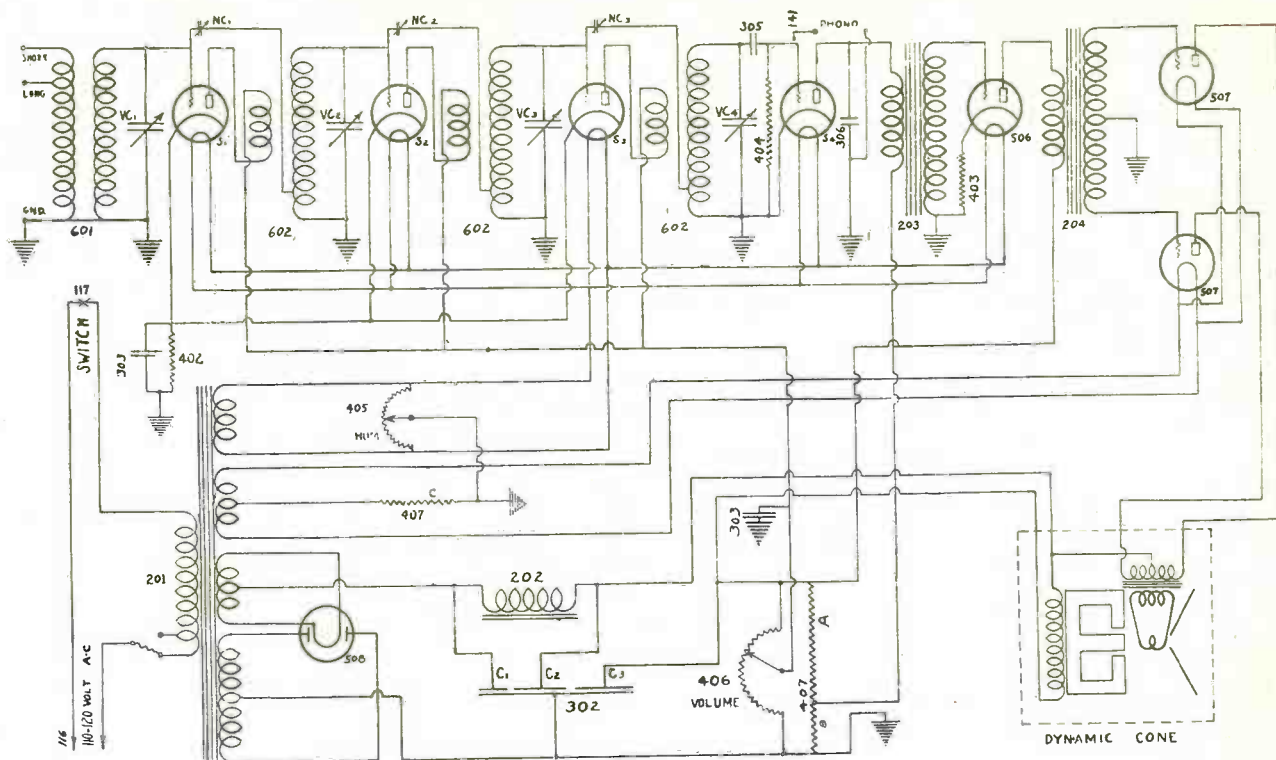 NC1
NC2
NC3
305
141
PHONO
SHORT
LONG
GND.
VC1
S1
VC2
S2
VC3
S3
VC4
404
S4
306
403
506
507
507
601
602
602
602
203
204
117
SWITCH
303
402
405
HUM
C
407
303
201
202
508
C1
C2
C3
302
406
VOLUME
A
407
B
116
110-120 VOLT A-C
DYNAMIC CONE